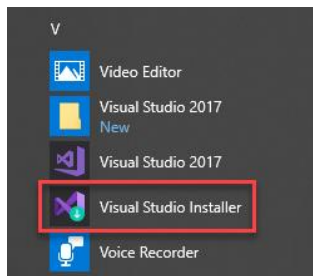 V
Video Editor
Visual Studio 2017
New
Visual Studio 2017
Visual Studio Installer
Voice Recorder